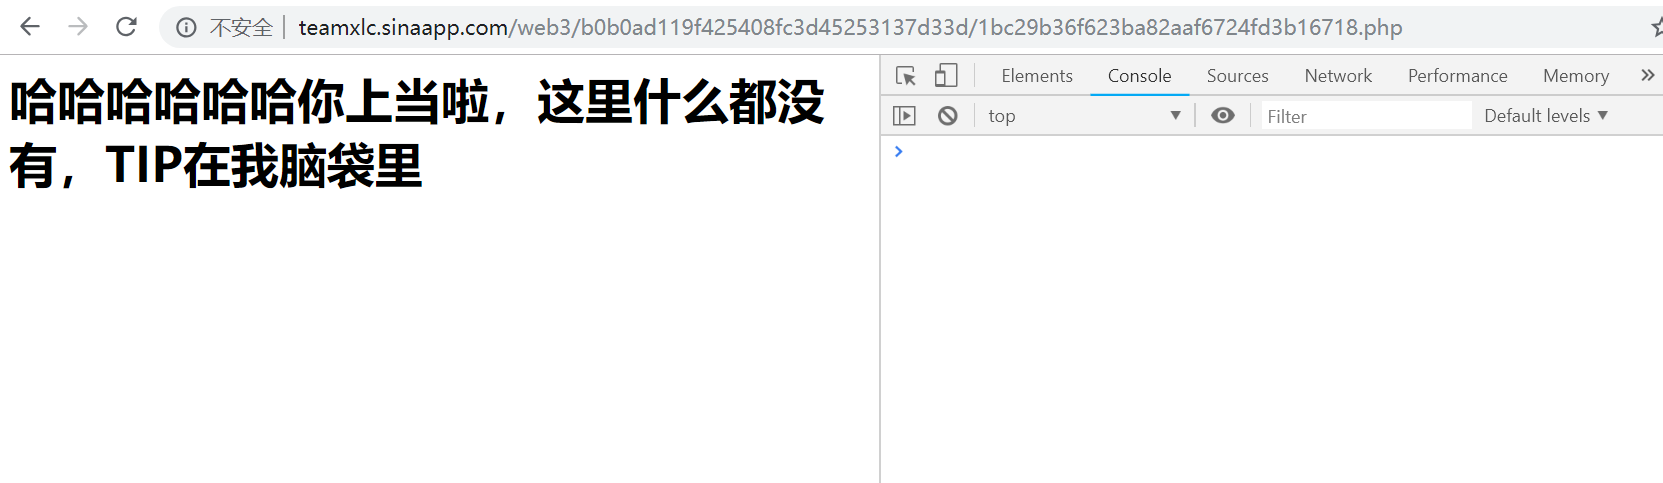 不安全 teamxlc.sinaapp.com/web3/b0b0ad119f425408fc3d45253137d33d/1bc29b36f623ba82aaf6724fd3b16718.php
哈哈哈哈哈哈你上当啦，这里什么都没
有，TIP在我脑袋里
Elements Console Sources Network Performance Memory »
top Filter Default levels